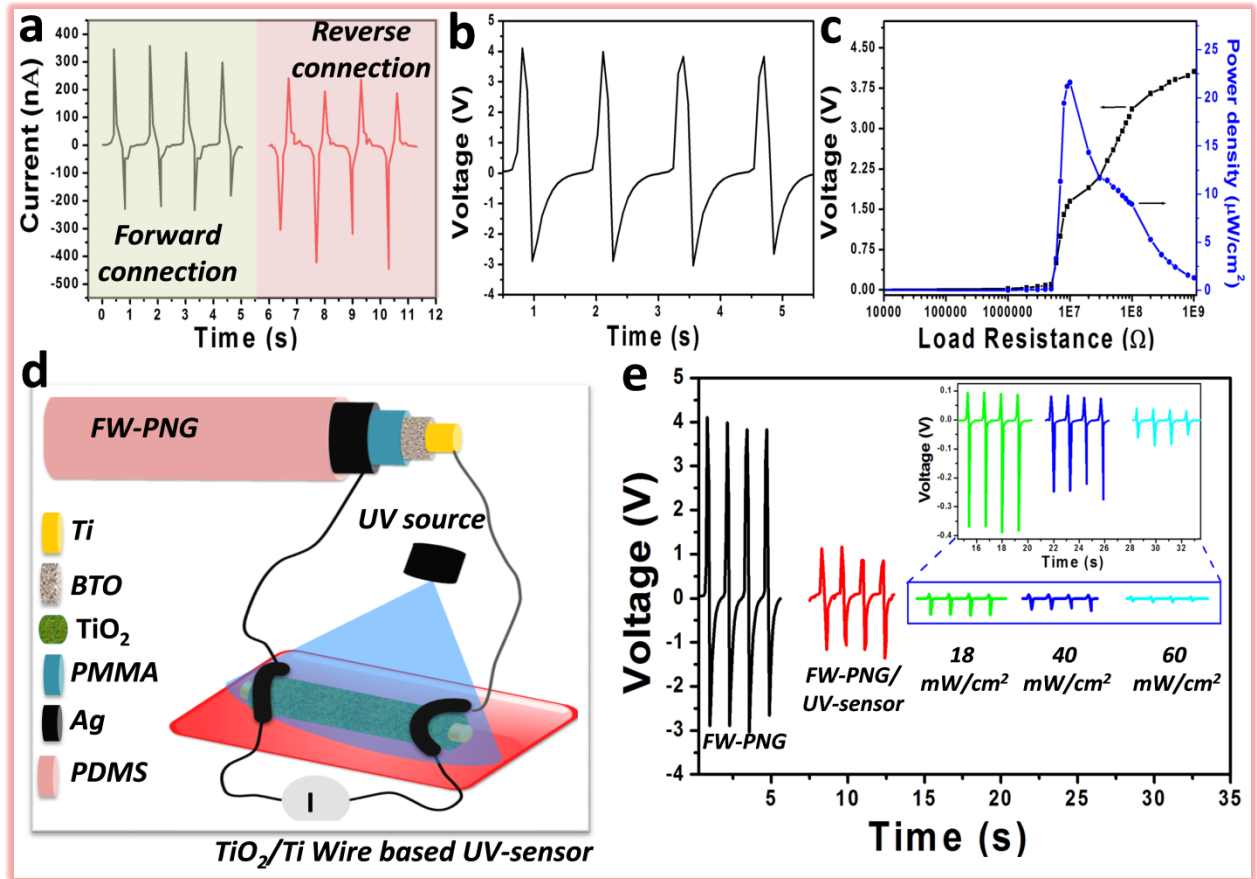 a
Current (nA)
400
300
200
100
0
-100
-200
-300
-400
-500
Reverse
connection
Forward
connection
0 1 2 3 4 5 6 7 8 9 10 11 12
Time (s)
b
Voltage (V)
5
4
3
2
1
0
-1
-2
-3
-4
1 2 3 4 5
Time (s)
c
Voltage (V)
4.50
3.75
3.00
2.25
1.50
0.75
0.00
10000 1000000 1E7 1E8 1E9
Load Resistance (Ω)
25
20
15
10
5
0
Power density (μW/cm²)
d
FW-PNG
UV source
Ti
BTO
TiO₂
PMMA
Ag
PDMS
I
TiO₂/Ti Wire based UV-sensor
e
Voltage (V)
5
4
3
2
1
0
-1
-2
-3
-4
FW-PNG
FW-PNG/
UV-sensor
Voltage (V)
0.1
0.0
-0.1
-0.2
-0.3
-0.4
16 18 20 22 24 26 28 30 32
Time (s)
18
mW/cm²
40
mW/cm²
60
mW/cm²
5 10 15 20 25 30 35
Time (s)